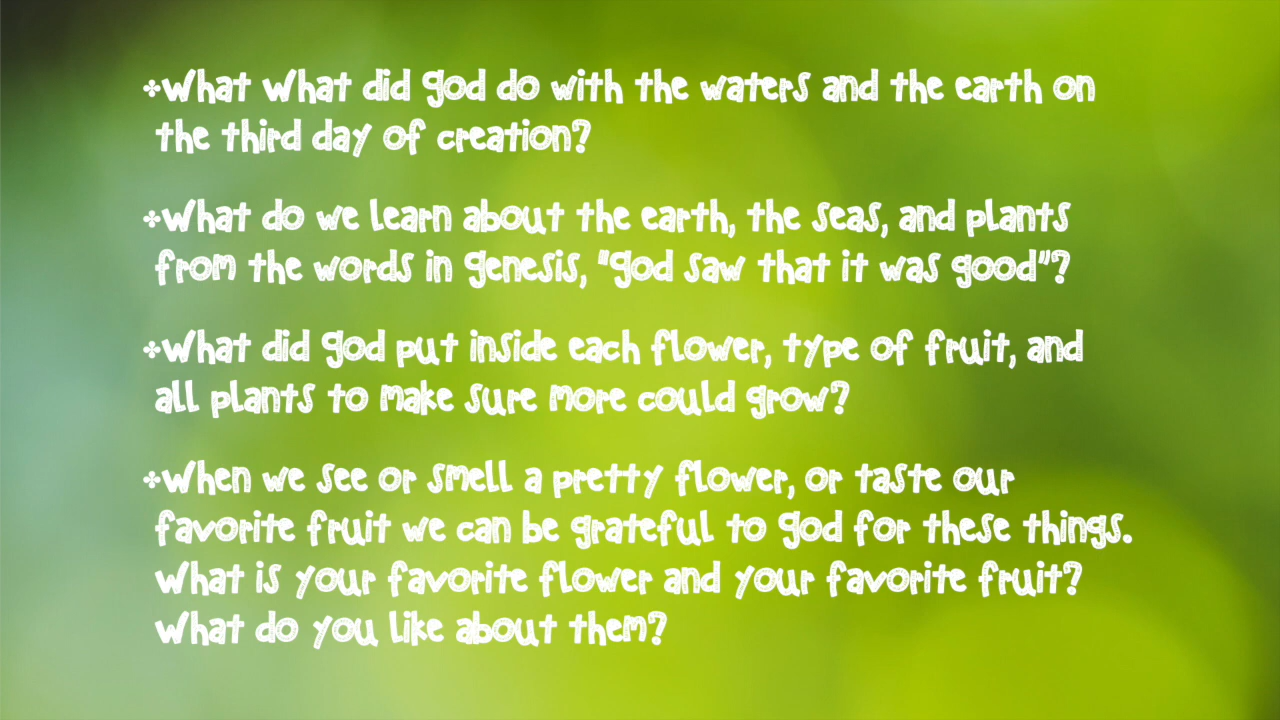 ✤What what did god do with the waters and the earth on
the third day of creation?
✤What do we learn about the earth, the seas, and plants
from the words in genesis, "god saw that it was good"?
✤What did god put inside each flower, type of fruit, and
all plants to make sure more could grow?
✤When we see or smell a pretty flower, or taste our
favorite fruit we can be grateful to god for these things.
What is your favorite flower and your favorite fruit?
What do you like about them?